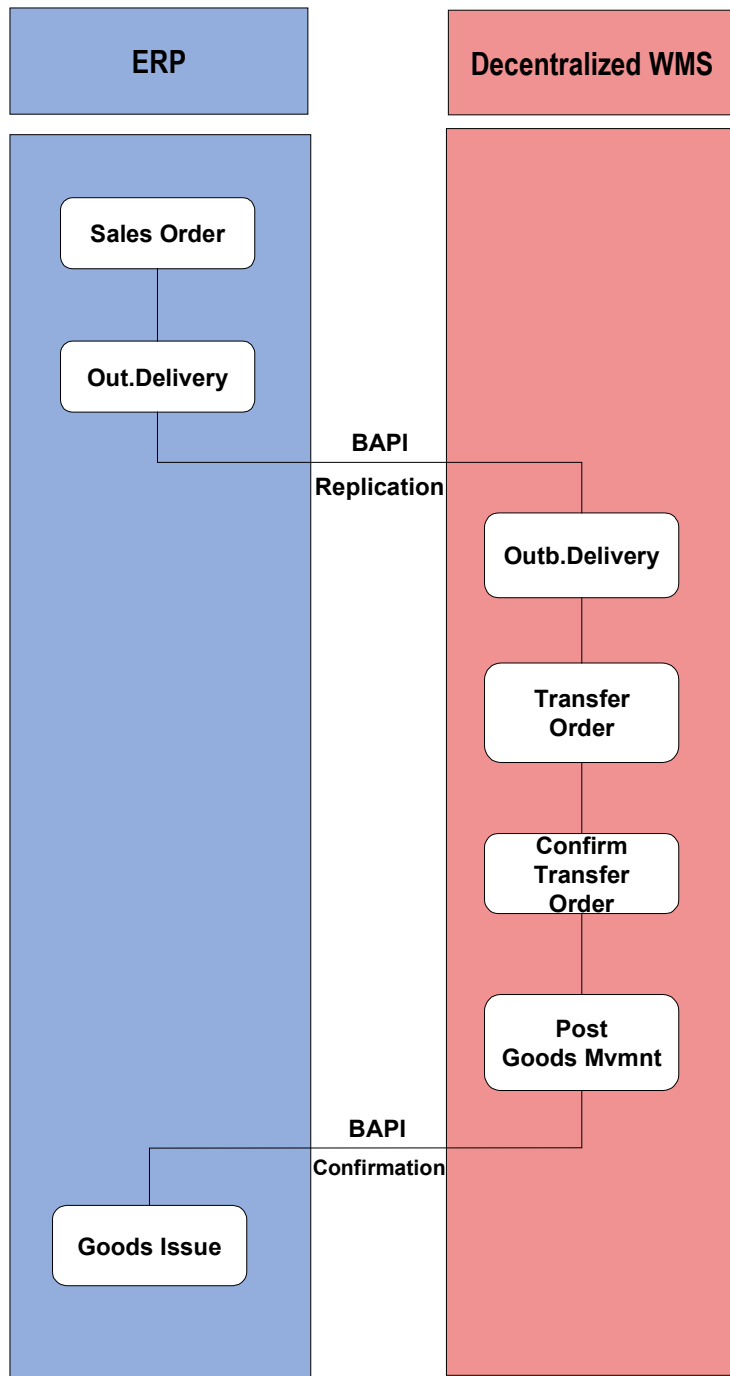 ERP
Decentralized WMS
Sales Order
Out.Delivery
BAPI
Replication
Outb.Delivery
Transfer
Order
Confirm
Transfer
Order
Post
Goods Mvmnt
BAPI
Confirmation
Goods Issue